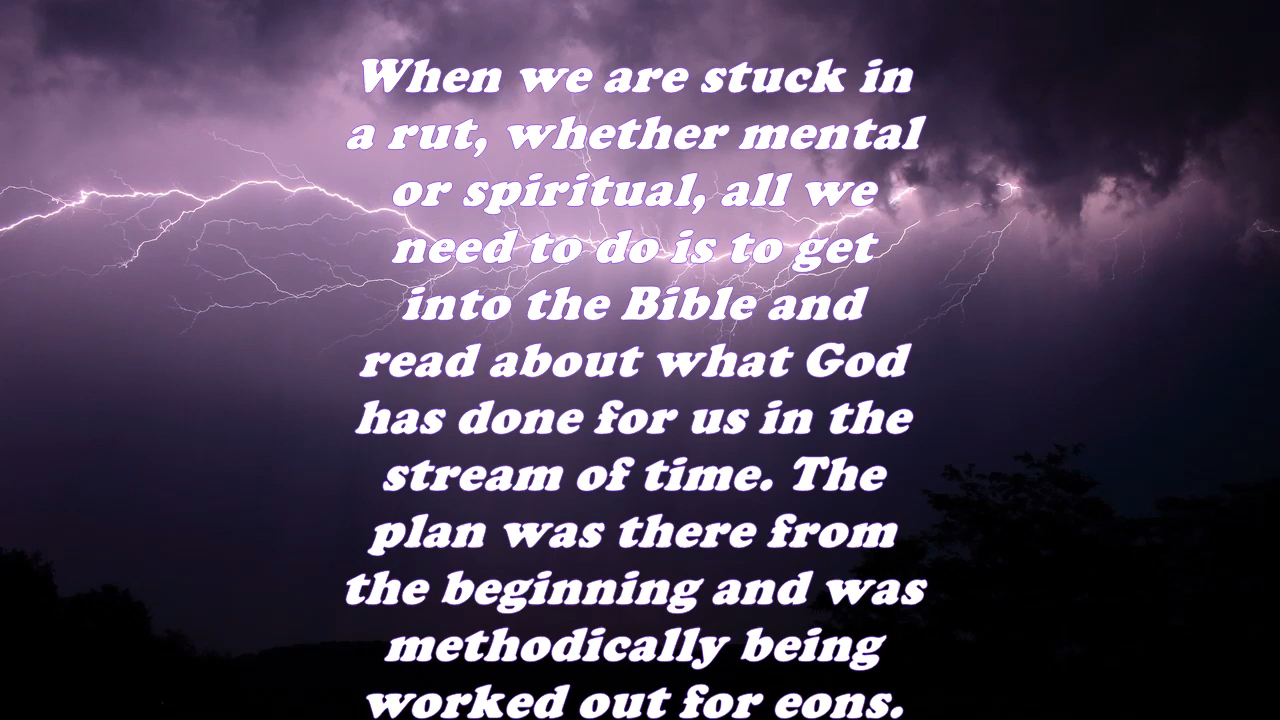 When we are stuck in
a rut, whether mental
or spiritual, all we
need to do is to get
into the Bible and
read about what God
has done for us in the
stream of time. The
plan was there from
the beginning and was
methodically being
worked out for eons.